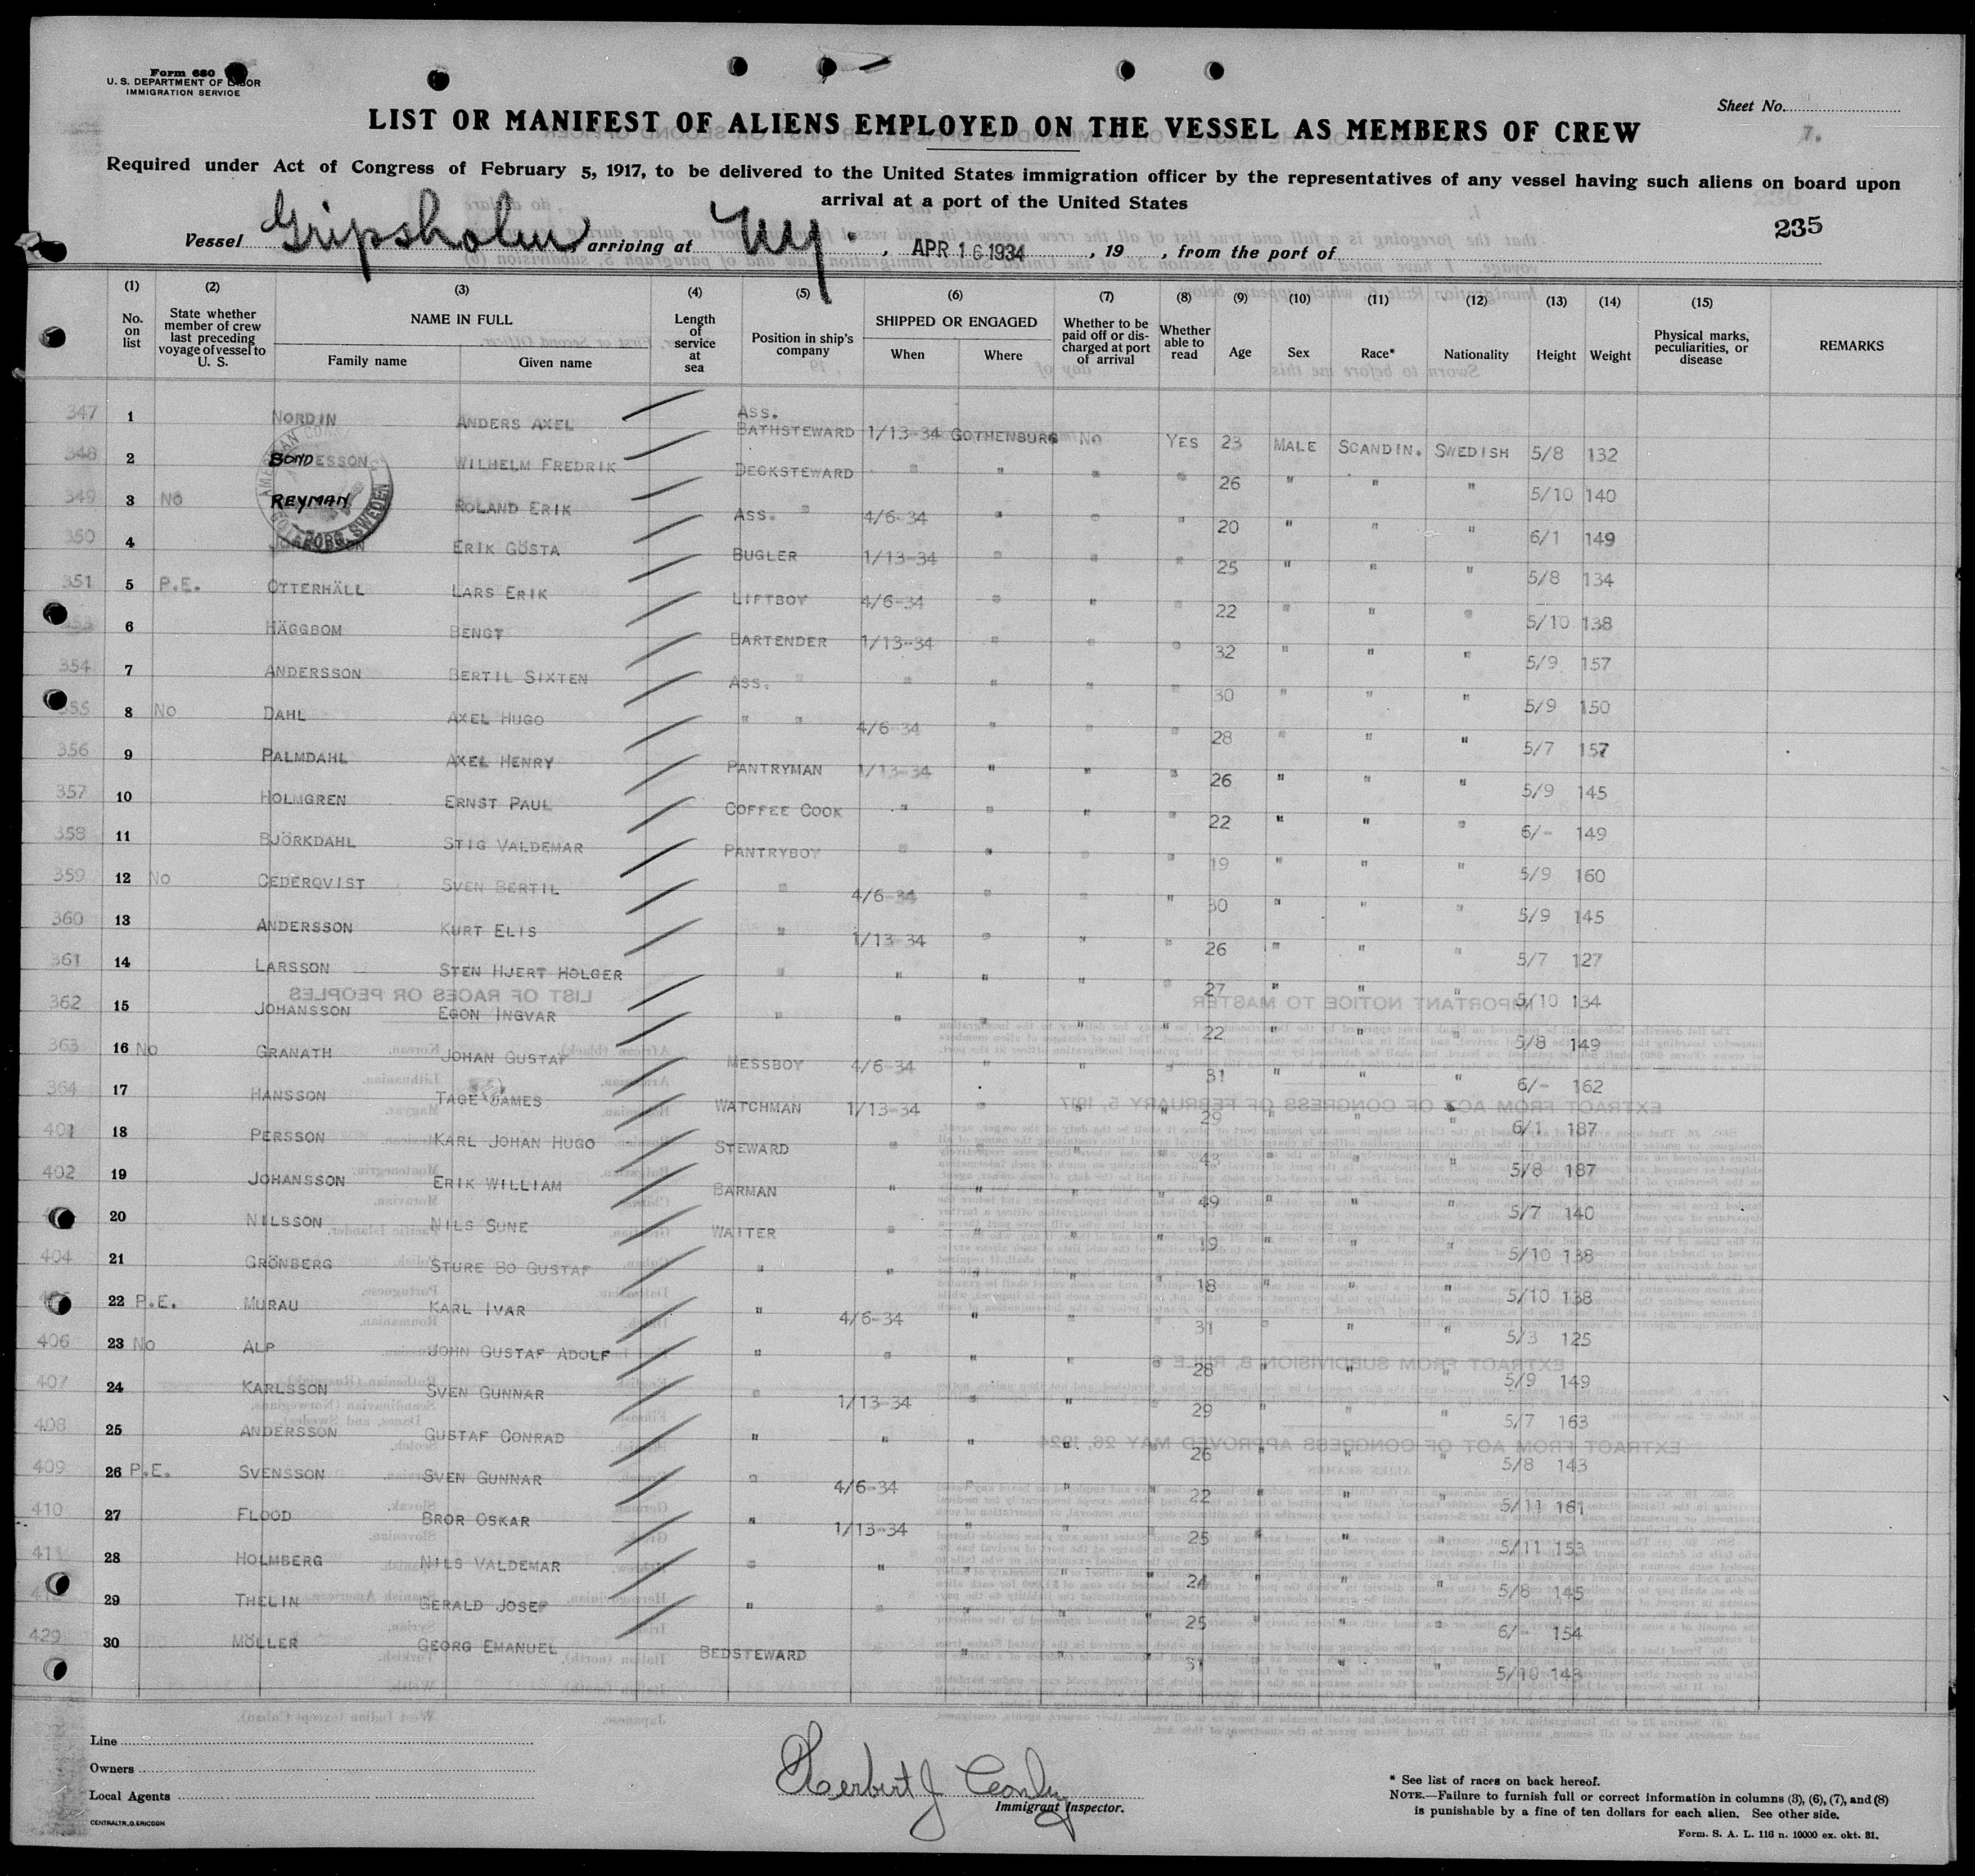 Form 680
U. S. DEPARTMENT OF LABOR
IMMIGRATION SERVICE
Sheet No.
7.
LIST OR MANIFEST OF ALIENS EMPLOYED ON THE VESSEL AS MEMBERS OF CREW
Required under Act of Congress of February 5, 1917, to be delivered to the United States immigration officer by the representatives of any vessel having such aliens on board upon
arrival at a port of the United States
235
Vessel Gripsholm arriving at NY. , APR 16 1934 , 19 , from the port of
(1) (2) (3) (4) (5) (6) (7) (8) (9) (10) (11) (12) (13) (14) (15)
No. on list
State whether member of crew last preceding voyage of vessel to U. S.
NAME IN FULL
Family name
Given name
Length of service at sea
Position in ship's company
SHIPPED OR ENGAGED
When
Where
Whether to be paid off or discharged at port of arrival
Whether able to read
Age
Sex
Race*
Nationality
Height
Weight
Physical marks, peculiarities, or disease
REMARKS
347 1 NORDIN ANDERS AXEL ASS. BATHSTEWARD 1/13-34 GOTHENBURG NO YES 23 MALE SCANDIN. SWEDISH 5/8 132
348 2 BONDESSON WILHELM FREDRIK DECKSTEWARD " " " " 26 " " " 5/10 140
349 3 NO REYMAN ROLAND ERIK ASS. " 4/6-34 " " " 20 " " " 6/1 149
350 4 ERIK GÖSTA BUGLER 1/13-34 " " " 25 " " " 5/8 134
351 5 P.E. OTTERHÄLL LARS ERIK LIFTBOY 4/6-34 " " " 22 " " " 5/10 138
6 HÄGGBOM BENGT BARTENDER 1/13-34 " " " 32 " " " 5/9 157
354 7 ANDERSSON BERTIL SIXTEN ASS. " " " " " 30 " " " 5/9 150
355 8 NO DAHL AXEL HUGO " " 4/6-34 " " " 28 " " " 5/7 157
356 9 PALMDAHL AXEL HENRY PANTRYMAN 1/13-34 " " " 26 " " " 5/9 145
357 10 HOLMGREN ERNST PAUL COFFEE COOK " " " " 22 " " " 6/- 149
358 11 BJÖRKDAHL STIG VALDEMAR PANTRYBOY " " " " 19 " " " 5/9 160
359 12 NO CEDERQVIST SVEN BERTIL " 4/6-34 " " " 30 " " " 5/9 145
360 13 ANDERSSON KURT ELIS " 1/13-34 " " " 26 " " " 5/7 127
361 14 LARSSON STEN HJERT HOLGER " " " " " 27 " " " 5/10 134
362 15 JOHANSSON EGON INGVAR " " " " " 22 " " " 5/8 149
363 16 NO GRANATH JOHAN GUSTAF MESSBOY 4/6-34 " " " 31 " " " 6/- 162
364 17 HANSSON TAGE JAMES WATCHMAN 1/13-34 " " " 29 " " " 6/1 187
401 18 PERSSON KARL JOHAN HUGO STEWARD " " " " 43 " " " 5/8 187
402 19 JOHANSSON ERIK WILLIAM BARMAN " " " " 49 " " " 5/7 140
20 NILSSON NILS SUNE WAITER " " " " 19 " " " 5/10 138
404 21 GRÖNBERG STURE BO GUSTAF " " " " " 18 " " " 5/10 138
22 P.E. MURAU KARL IVAR " 4/6-34 " " " 31 " " " 5/3 125
406 23 NO ALP JOHN GUSTAF ADOLF " " " " " 28 " " " 5/9 149
407 24 KARLSSON SVEN GUNNAR " 1/13-34 " " " 29 " " " 5/7 163
408 25 ANDERSSON GUSTAF CONRAD " " " " " 26 " " " 5/8 143
409 26 P.E. SVENSSON SVEN GUNNAR " 4/6-34 " " " 22 " " " 5/11 161
410 27 FLOOD BROR OSKAR " 1/13-34 " " " 25 " " " 5/11 153
411 28 HOLMBERG NILS VALDEMAR " " " " " 24 " " " 5/8 145
29 THELIN GERALD JOSEF " " " " " 25 " " " 6/- 154
429 30 MÖLLER GEORG EMANUEL BEDSTEWARD " " " 31 " " " 5/10 143
Line
Owners
Local Agents
CENTRALTR., G. ERICSON
Herbert J
Immigrant Inspector.
* See list of races on back hereof.
NOTE.—Failure to furnish full or correct information in columns (3), (6), (7), and (8)
is punishable by a fine of ten dollars for each alien. See other side.
Form. S. A. L. 116 n. 10000 ex. okt. 31.